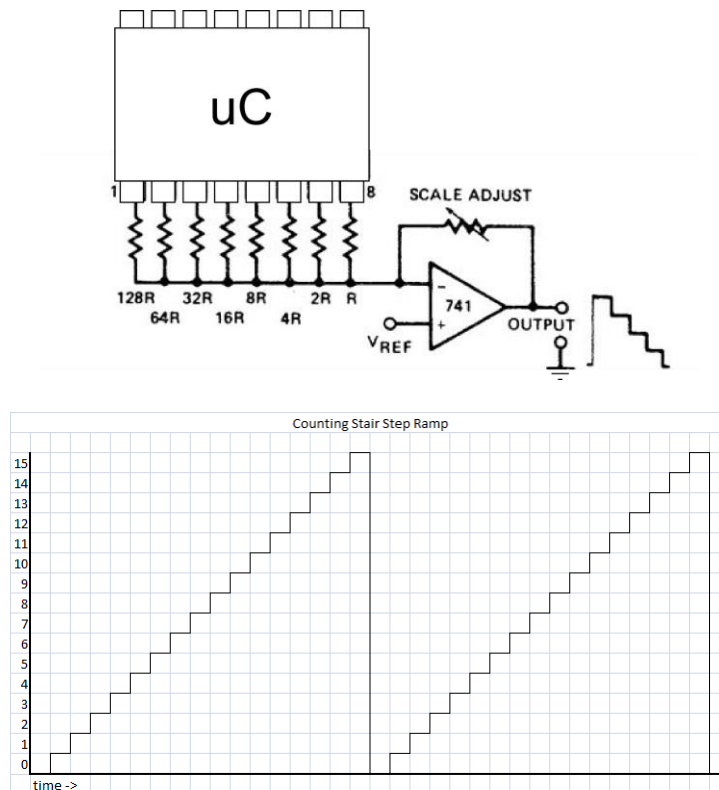 uC
1
8
SCALE ADJUST
128R 32R 8R 2R R
64R 16R 4R
741
-
+
OUTPUT
VREF
Counting Stair Step Ramp
15
14
13
12
11
10
9
8
7
6
5
4
3
2
1
0
time ->